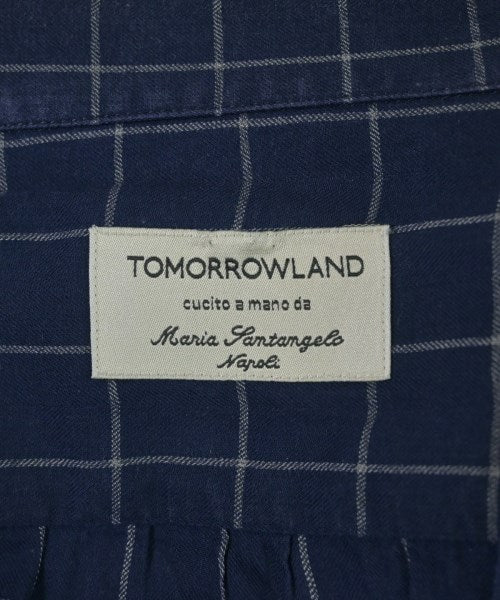 TOMORROWLAND
cucito a mano da
Maria Santangelo
Napoli